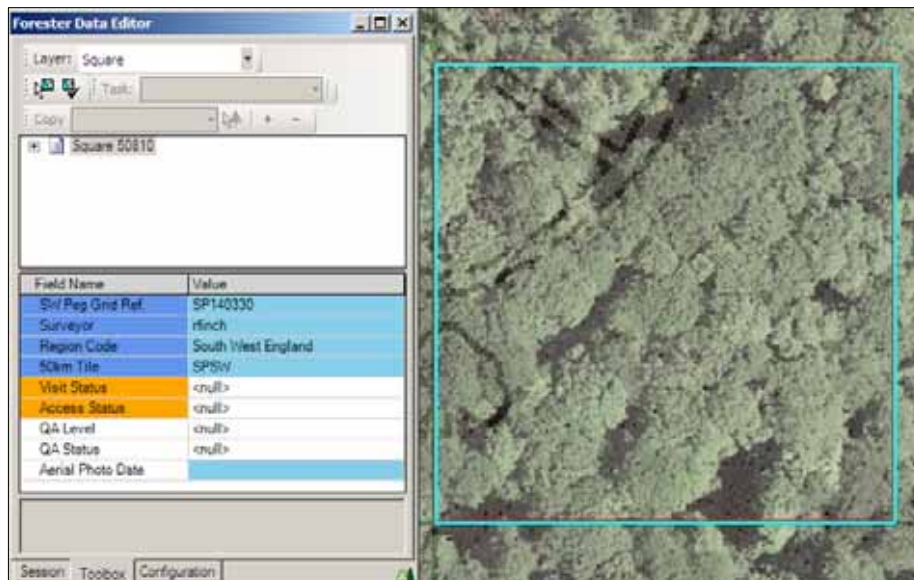 Forester Data Editor
Layer: Square
Task:
Copy
Square 50810
Field Name Value
SW Peg Grid Ref. SP140330
Surveyor rfinch
Region Code South West England
50km Tile SPSW
Visit Status <null>
Access Status <null>
QA Level <null>
QA Status <null>
Aerial Photo Date
Session Toolbox Configuration